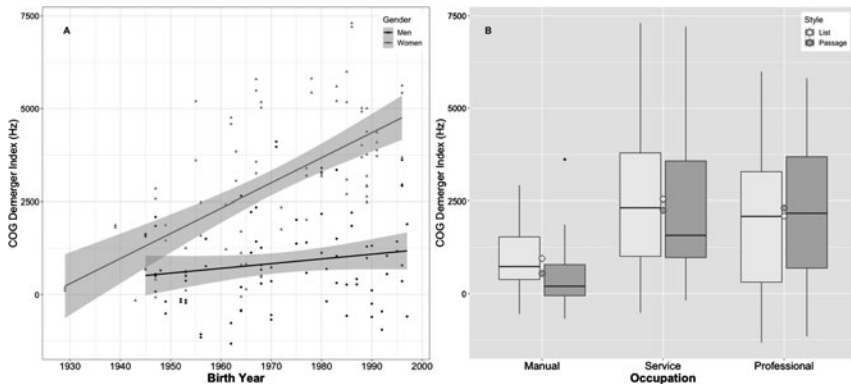 A
Gender
Men
Women
COG Demerger Index (Hz)
7500
5000
2500
0
1930
1940
1950
1960
1970
1980
1990
2000
Birth Year
B
Style
List
Passage
COG Demerger Index (Hz)
7500
5000
2500
0
Manual
Service
Professional
Occupation